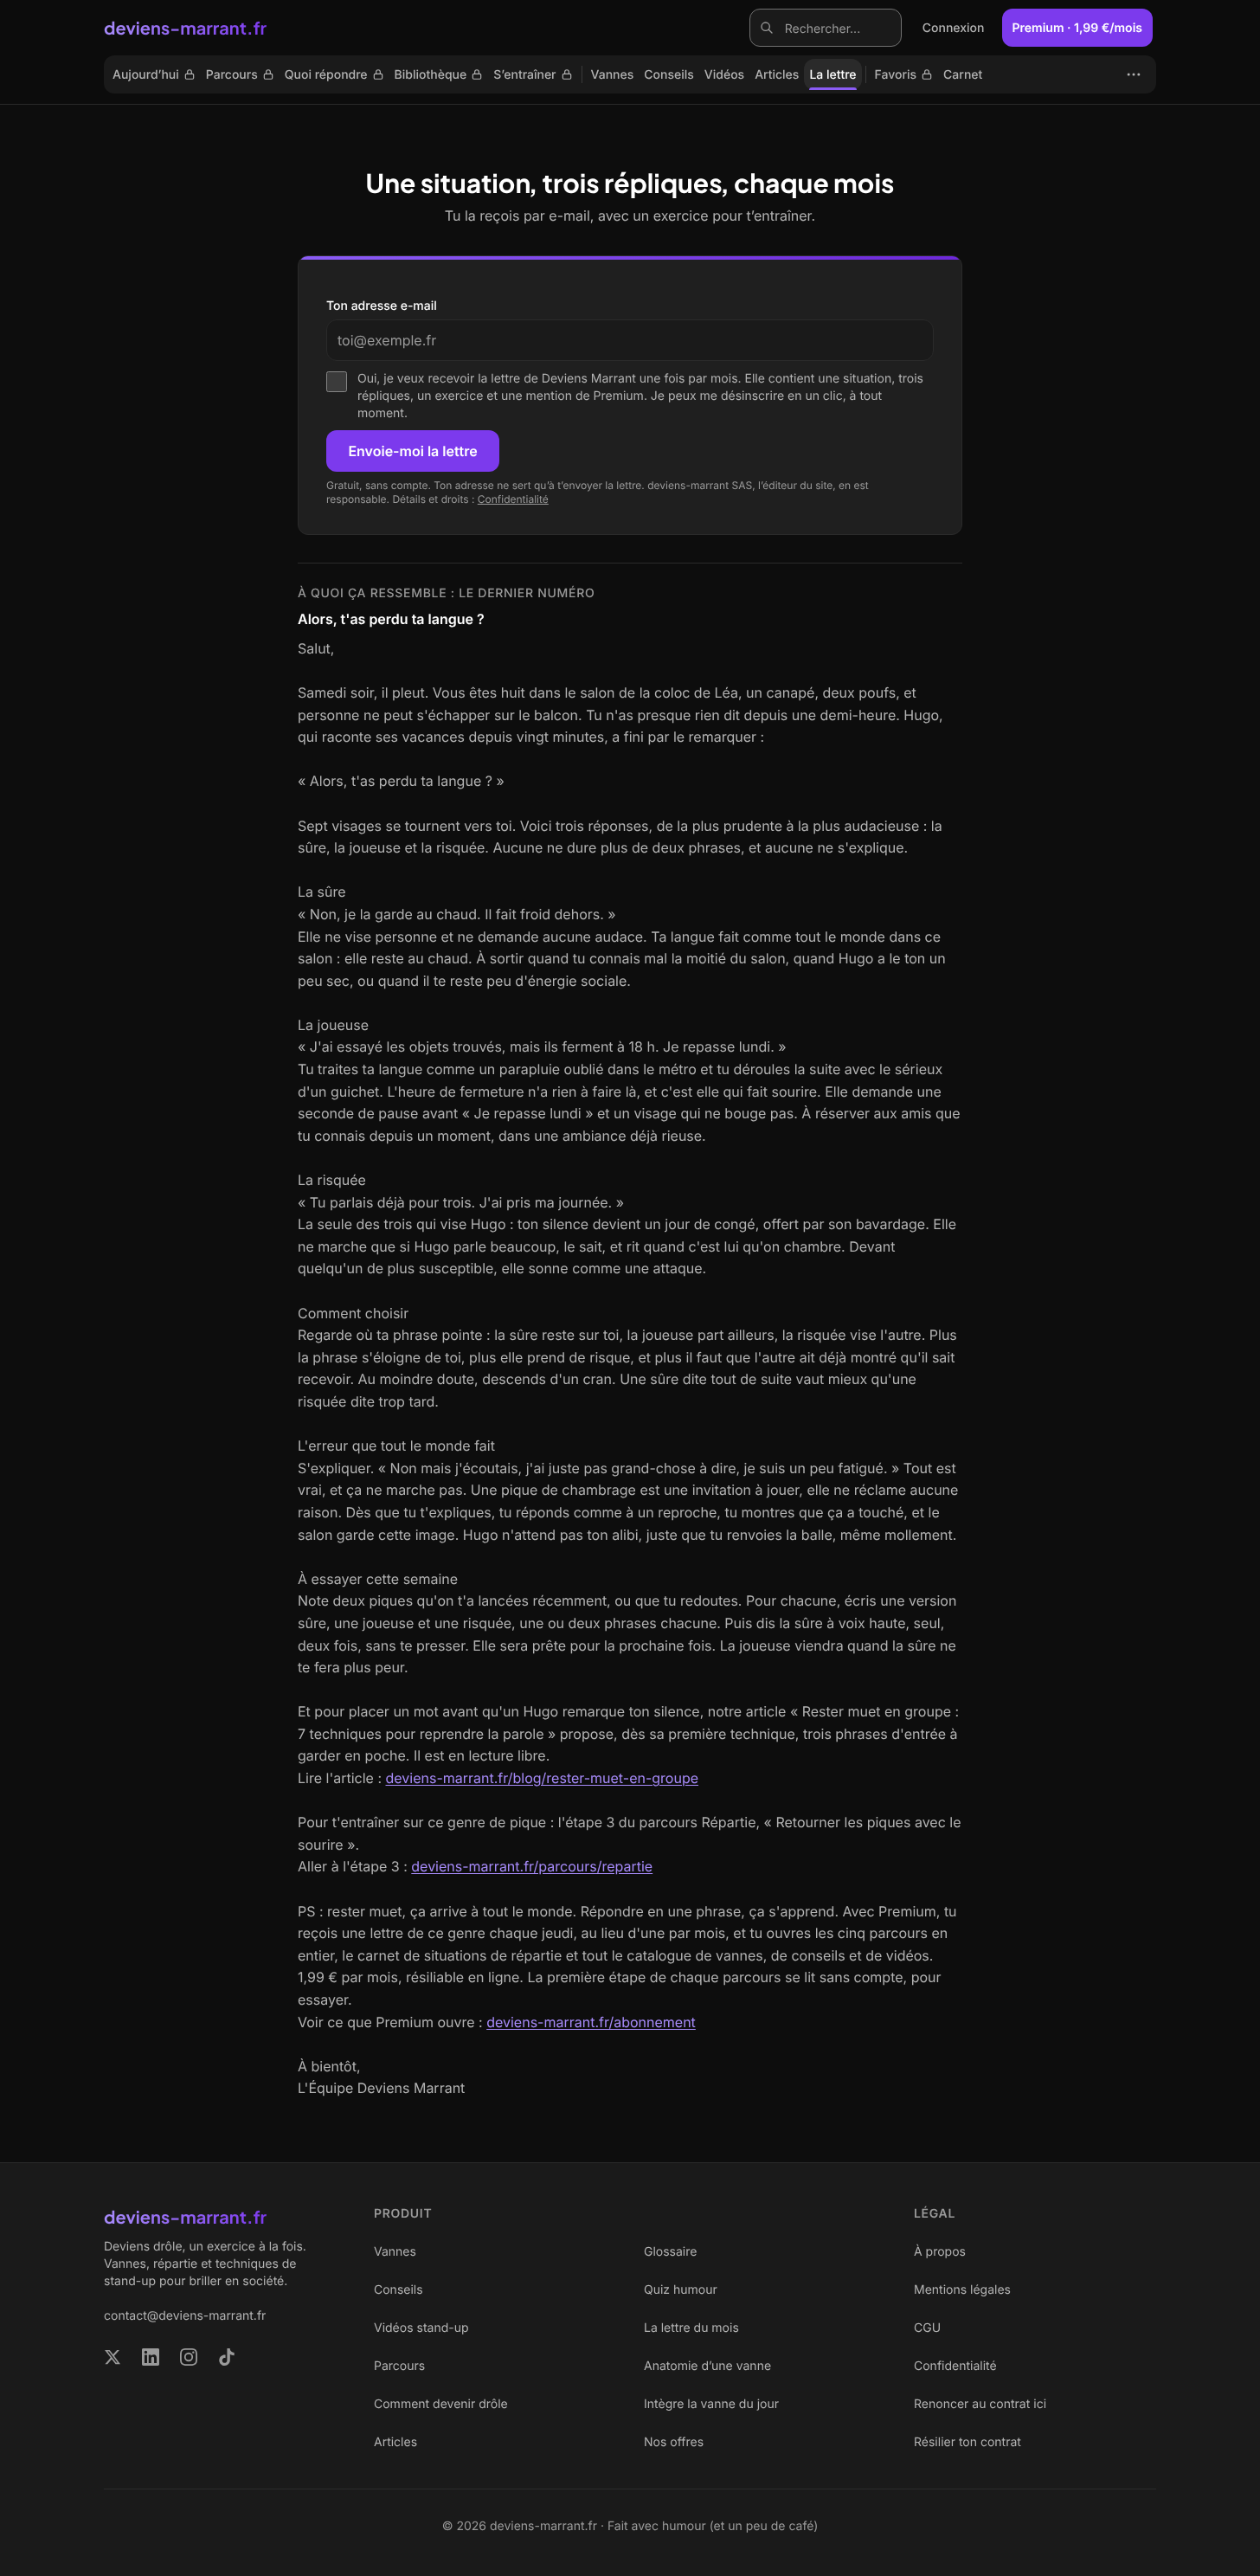 deviens-marrant.fr
Rechercher...
Connexion
Premium · 1,99 €/mois
Aujourd’hui
Parcours
Quoi répondre
Bibliothèque
S’entraîner
Vannes
Conseils
Vidéos
Articles
La lettre
Favoris
Carnet
Une situation, trois répliques, chaque mois
Tu la reçois par e-mail, avec un exercice pour t’entraîner.
Ton adresse e-mail
toi@exemple.fr
Oui, je veux recevoir la lettre de Deviens Marrant une fois par mois. Elle contient une situation, trois
répliques, un exercice et une mention de Premium. Je peux me désinscrire en un clic, à tout
moment.
Envoie-moi la lettre
Gratuit, sans compte. Ton adresse ne sert qu’à t’envoyer la lettre. deviens-marrant SAS, l’éditeur du site, en est
responsable. Détails et droits : Confidentialité
À QUOI ÇA RESSEMBLE : LE DERNIER NUMÉRO
Alors, t'as perdu ta langue ?
Salut,
Samedi soir, il pleut. Vous êtes huit dans le salon de la coloc de Léa, un canapé, deux poufs, et
personne ne peut s'échapper sur le balcon. Tu n'as presque rien dit depuis une demi-heure. Hugo,
qui raconte ses vacances depuis vingt minutes, a fini par le remarquer :
« Alors, t'as perdu ta langue ? »
Sept visages se tournent vers toi. Voici trois réponses, de la plus prudente à la plus audacieuse : la
sûre, la joueuse et la risquée. Aucune ne dure plus de deux phrases, et aucune ne s'explique.
La sûre
« Non, je la garde au chaud. Il fait froid dehors. »
Elle ne vise personne et ne demande aucune audace. Ta langue fait comme tout le monde dans ce
salon : elle reste au chaud. À sortir quand tu connais mal la moitié du salon, quand Hugo a le ton un
peu sec, ou quand il te reste peu d'énergie sociale.
La joueuse
« J'ai essayé les objets trouvés, mais ils ferment à 18 h. Je repasse lundi. »
Tu traites ta langue comme un parapluie oublié dans le métro et tu déroules la suite avec le sérieux
d'un guichet. L'heure de fermeture n'a rien à faire là, et c'est elle qui fait sourire. Elle demande une
seconde de pause avant « Je repasse lundi » et un visage qui ne bouge pas. À réserver aux amis que
tu connais depuis un moment, dans une ambiance déjà rieuse.
La risquée
« Tu parlais déjà pour trois. J'ai pris ma journée. »
La seule des trois qui vise Hugo : ton silence devient un jour de congé, offert par son bavardage. Elle
ne marche que si Hugo parle beaucoup, le sait, et rit quand c'est lui qu'on chambre. Devant
quelqu'un de plus susceptible, elle sonne comme une attaque.
Comment choisir
Regarde où ta phrase pointe : la sûre reste sur toi, la joueuse part ailleurs, la risquée vise l'autre. Plus
la phrase s'éloigne de toi, plus elle prend de risque, et plus il faut que l'autre ait déjà montré qu'il sait
recevoir. Au moindre doute, descends d'un cran. Une sûre dite tout de suite vaut mieux qu'une
risquée dite trop tard.
L'erreur que tout le monde fait
S'expliquer. « Non mais j'écoutais, j'ai juste pas grand-chose à dire, je suis un peu fatigué. » Tout est
vrai, et ça ne marche pas. Une pique de chambrage est une invitation à jouer, elle ne réclame aucune
raison. Dès que tu t'expliques, tu réponds comme à un reproche, tu montres que ça a touché, et le
salon garde cette image. Hugo n'attend pas ton alibi, juste que tu renvoies la balle, même mollement.
À essayer cette semaine
Note deux piques qu'on t'a lancées récemment, ou que tu redoutes. Pour chacune, écris une version
sûre, une joueuse et une risquée, une ou deux phrases chacune. Puis dis la sûre à voix haute, seul,
deux fois, sans te presser. Elle sera prête pour la prochaine fois. La joueuse viendra quand la sûre ne
te fera plus peur.
Et pour placer un mot avant qu'un Hugo remarque ton silence, notre article « Rester muet en groupe :
7 techniques pour reprendre la parole » propose, dès sa première technique, trois phrases d'entrée à
garder en poche. Il est en lecture libre.
Lire l'article : deviens-marrant.fr/blog/rester-muet-en-groupe
Pour t'entraîner sur ce genre de pique : l'étape 3 du parcours Répartie, « Retourner les piques avec le
sourire ».
Aller à l'étape 3 : deviens-marrant.fr/parcours/repartie
PS : rester muet, ça arrive à tout le monde. Répondre en une phrase, ça s'apprend. Avec Premium, tu
reçois une lettre de ce genre chaque jeudi, au lieu d'une par mois, et tu ouvres les cinq parcours en
entier, le carnet de situations de répartie et tout le catalogue de vannes, de conseils et de vidéos.
1,99 € par mois, résiliable en ligne. La première étape de chaque parcours se lit sans compte, pour
essayer.
Voir ce que Premium ouvre : deviens-marrant.fr/abonnement
À bientôt,
L'Équipe Deviens Marrant
deviens-marrant.fr
Deviens drôle, un exercice à la fois.
Vannes, répartie et techniques de
stand-up pour briller en société.
contact@deviens-marrant.fr
PRODUIT
Vannes
Conseils
Vidéos stand-up
Parcours
Comment devenir drôle
Articles
Glossaire
Quiz humour
La lettre du mois
Anatomie d’une vanne
Intègre la vanne du jour
Nos offres
LÉGAL
À propos
Mentions légales
CGU
Confidentialité
Renoncer au contrat ici
Résilier ton contrat
© 2026 deviens-marrant.fr · Fait avec humour (et un peu de café)